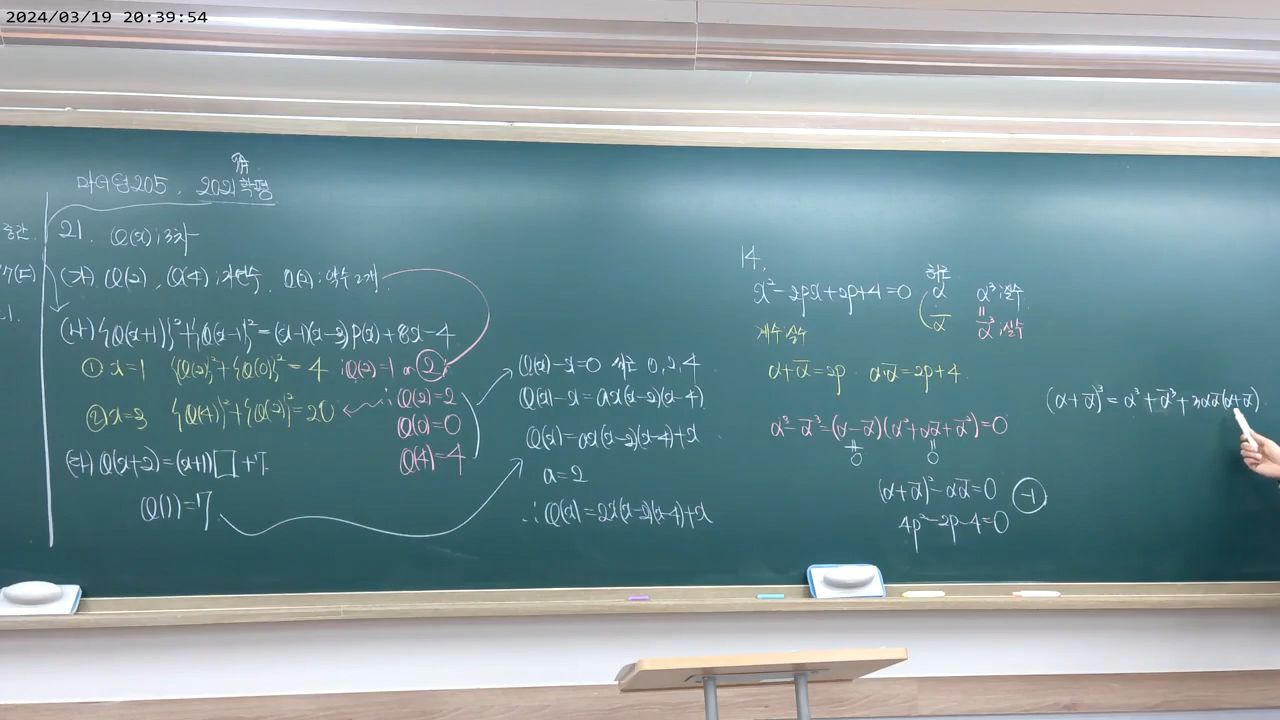 2024/03/19 20:39:54
마더텅205. 2021 학평
21. Q(x) : 3차
(가) Q(2), Q(4) : 자연수, Q(2) : 약수 2개
(나) {Q(x+1)}²+{Q(x-1)}²=(x-1)(x-3)P(x)+8x-4
① x=1 {Q(2)}²+{Q(0)}²=4 ∴Q(2)=1 or 2
② x=3 {Q(4)}²+{Q(2)}²=20
∴ Q(2)=2
Q(0)=0
Q(4)=4
(다) Q(x+2)=(x+1)□+7
Q(1)=7
Q(x)-x=0 해근 0, 2, 4
Q(x)-x=ax(x-2)(x-4)
Q(x)=ax(x-2)(x-4)+x
a=2
∴ Q(x)=2x(x-2)(x-4)+x
14.
x²-2px+2p+4=0
허근
α
ᾱ
α³ : 실수
=
ᾱ³ : 실수
계수 실수
α+ᾱ=2p α·ᾱ=2p+4
α³-ᾱ³=(α-ᾱ)(α²+αᾱ+ᾱ²)=0
∦
0
=
0
(α+ᾱ)²-αᾱ=0
4p²-2p-4=0
-1
(α+ᾱ)³=α³+ᾱ³+3αᾱ(α+ᾱ)